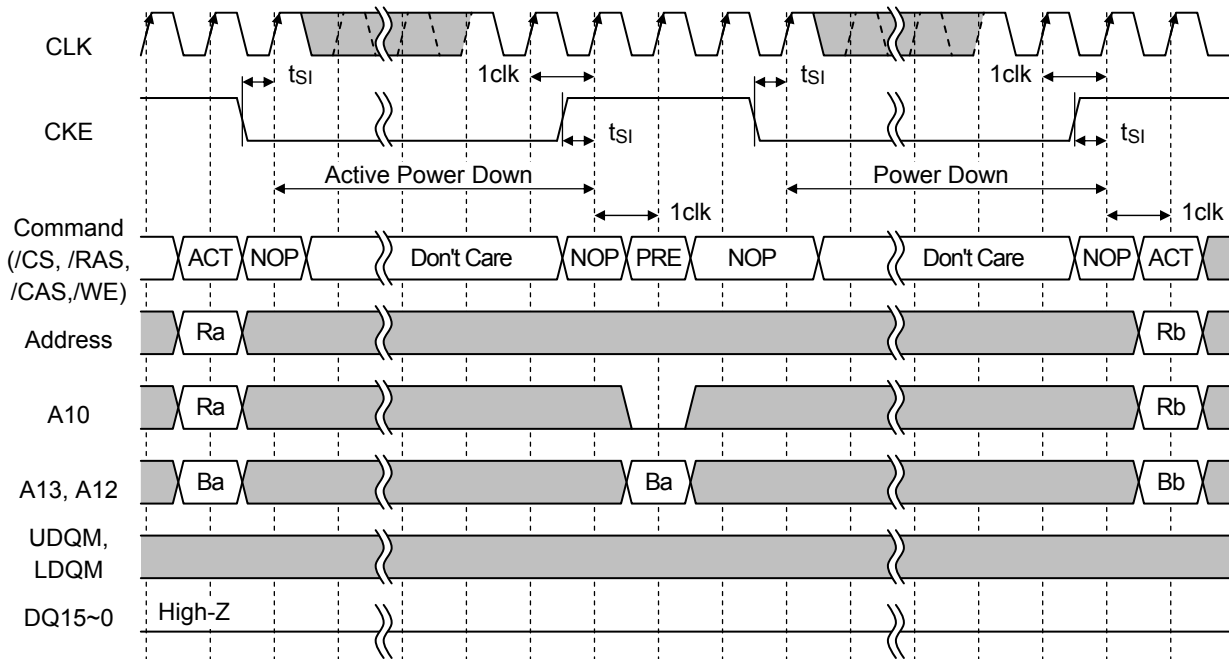 CLK
tSI
1clk
tSI
1clk
CKE
tSI
tSI
Active Power Down
Power Down
1clk
1clk
Command
(/CS, /RAS,
/CAS,/WE)
ACT NOP Don't Care NOP PRE NOP Don't Care NOP ACT
Address
Ra Rb
A10
Ra Rb
A13, A12
Ba Ba Bb
UDQM,
LDQM
DQ15~0
High-Z